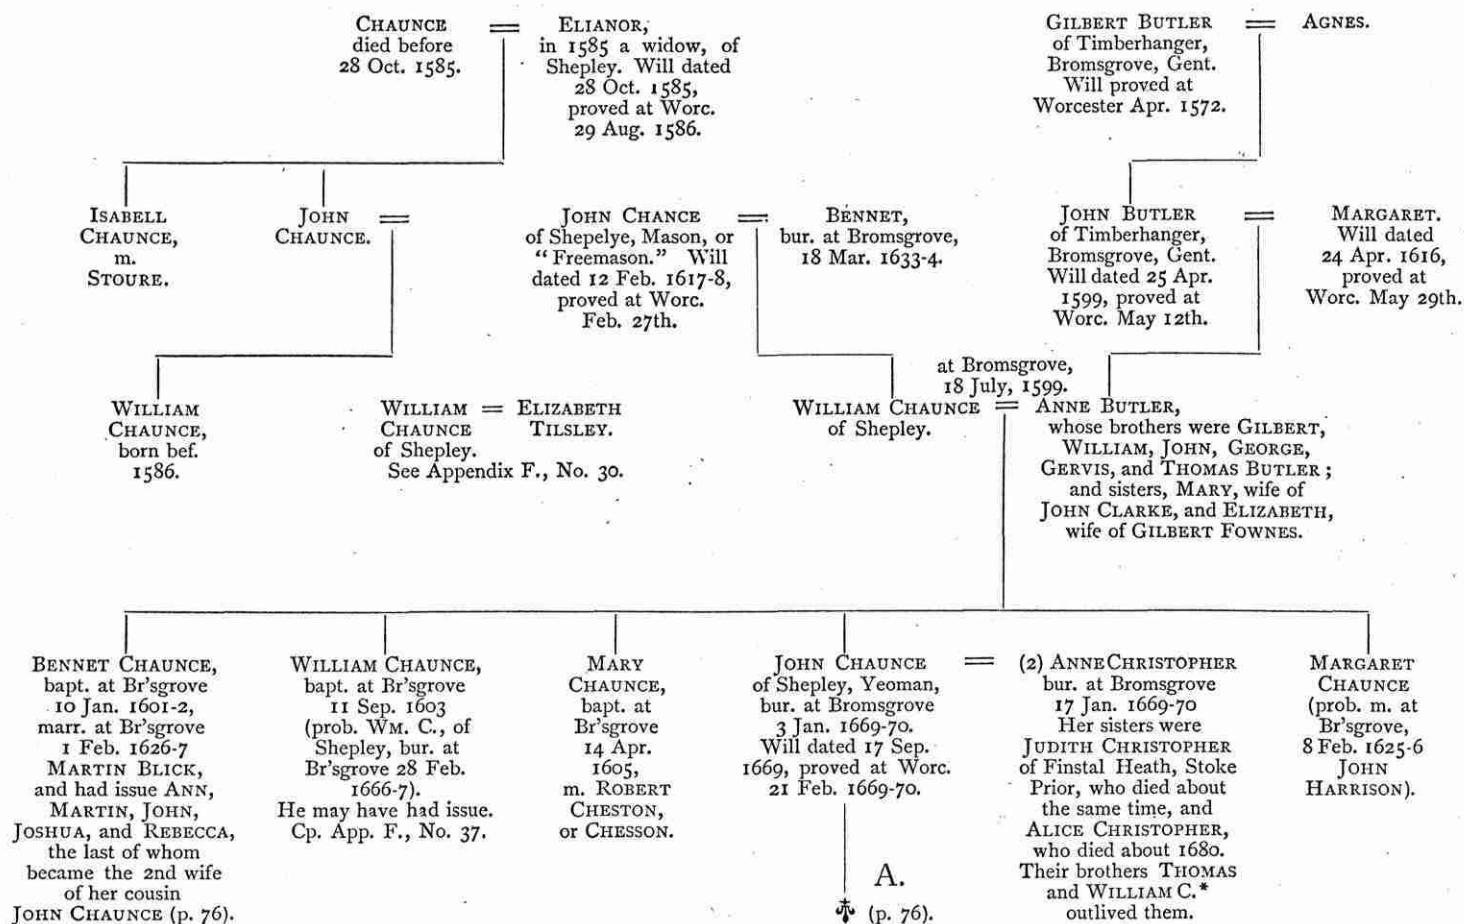 CHAUNCE
died before
28 Oct. 1585.
=
ELIANOR,
in 1585 a widow, of
Shepley. Will dated
28 Oct. 1585,
proved at Worc.
29 Aug. 1586.
GILBERT BUTLER
of Timberhanger,
Bromsgrove, Gent.
Will proved at
Worcester Apr. 1572.
=
AGNES.
ISABELL
CHAUNCE,
m.
STOURE.
JOHN
CHAUNCE.
=
JOHN CHANCE
of Shepelye, Mason, or
"Freemason." Will
dated 12 Feb. 1617-8,
proved at Worc.
Feb. 27th.
=
BENNET,
bur. at Bromsgrove,
18 Mar. 1633-4.
JOHN BUTLER
of Timberhanger,
Bromsgrove, Gent.
Will dated 25 Apr.
1599, proved at
Worc. May 12th.
=
MARGARET.
Will dated
24 Apr. 1616,
proved at
Worc. May 29th.
WILLIAM
CHAUNCE,
born bef.
1586.
WILLIAM = ELIZABETH
CHAUNCE TILSLEY.
of Shepley.
See Appendix F., No. 30.
at Bromsgrove,
18 July, 1599.
WILLIAM CHAUNCE =
of Shepley.
ANNE BUTLER,
whose brothers were GILBERT,
WILLIAM, JOHN, GEORGE,
GERVIS, and THOMAS BUTLER;
and sisters, MARY, wife of
JOHN CLARKE, and ELIZABETH,
wife of GILBERT FOWNES.
BENNET CHAUNCE,
bapt. at Br'sgrove
10 Jan. 1601-2,
marr. at Br'sgrove
1 Feb. 1626-7
MARTIN BLICK,
and had issue ANN,
MARTIN, JOHN,
JOSHUA, and REBECCA,
the last of whom
became the 2nd wife
of her cousin
JOHN CHAUNCE (p. 76).
WILLIAM CHAUNCE,
bapt. at Br'sgrove
11 Sep. 1603
(prob. WM. C., of
Shepley, bur. at
Br'sgrove 28 Feb.
1666-7).
He may have had issue.
Cp. App. F., No. 37.
MARY
CHAUNCE,
bapt. at
Br'sgrove
14 Apr.
1605,
m. ROBERT
CHESTON,
or CHESSON.
JOHN CHAUNCE
of Shepley, Yeoman,
bur. at Bromsgrove
3 Jan. 1669-70.
Will dated 17 Sep.
1669, proved at Worc.
21 Feb. 1669-70.
A.
(p. 76).
=
(2) ANNE CHRISTOPHER
bur. at Bromsgrove
17 Jan. 1669-70
Her sisters were
JUDITH CHRISTOPHER
of Finstal Heath, Stoke
Prior, who died about
the same time, and
ALICE CHRISTOPHER,
who died about 1680.
Their brothers THOMAS
and WILLIAM C.*
outlived them.
MARGARET
CHAUNCE
(prob. m. at
Br'sgrove,
8 Feb. 1625-6
JOHN
HARRISON).